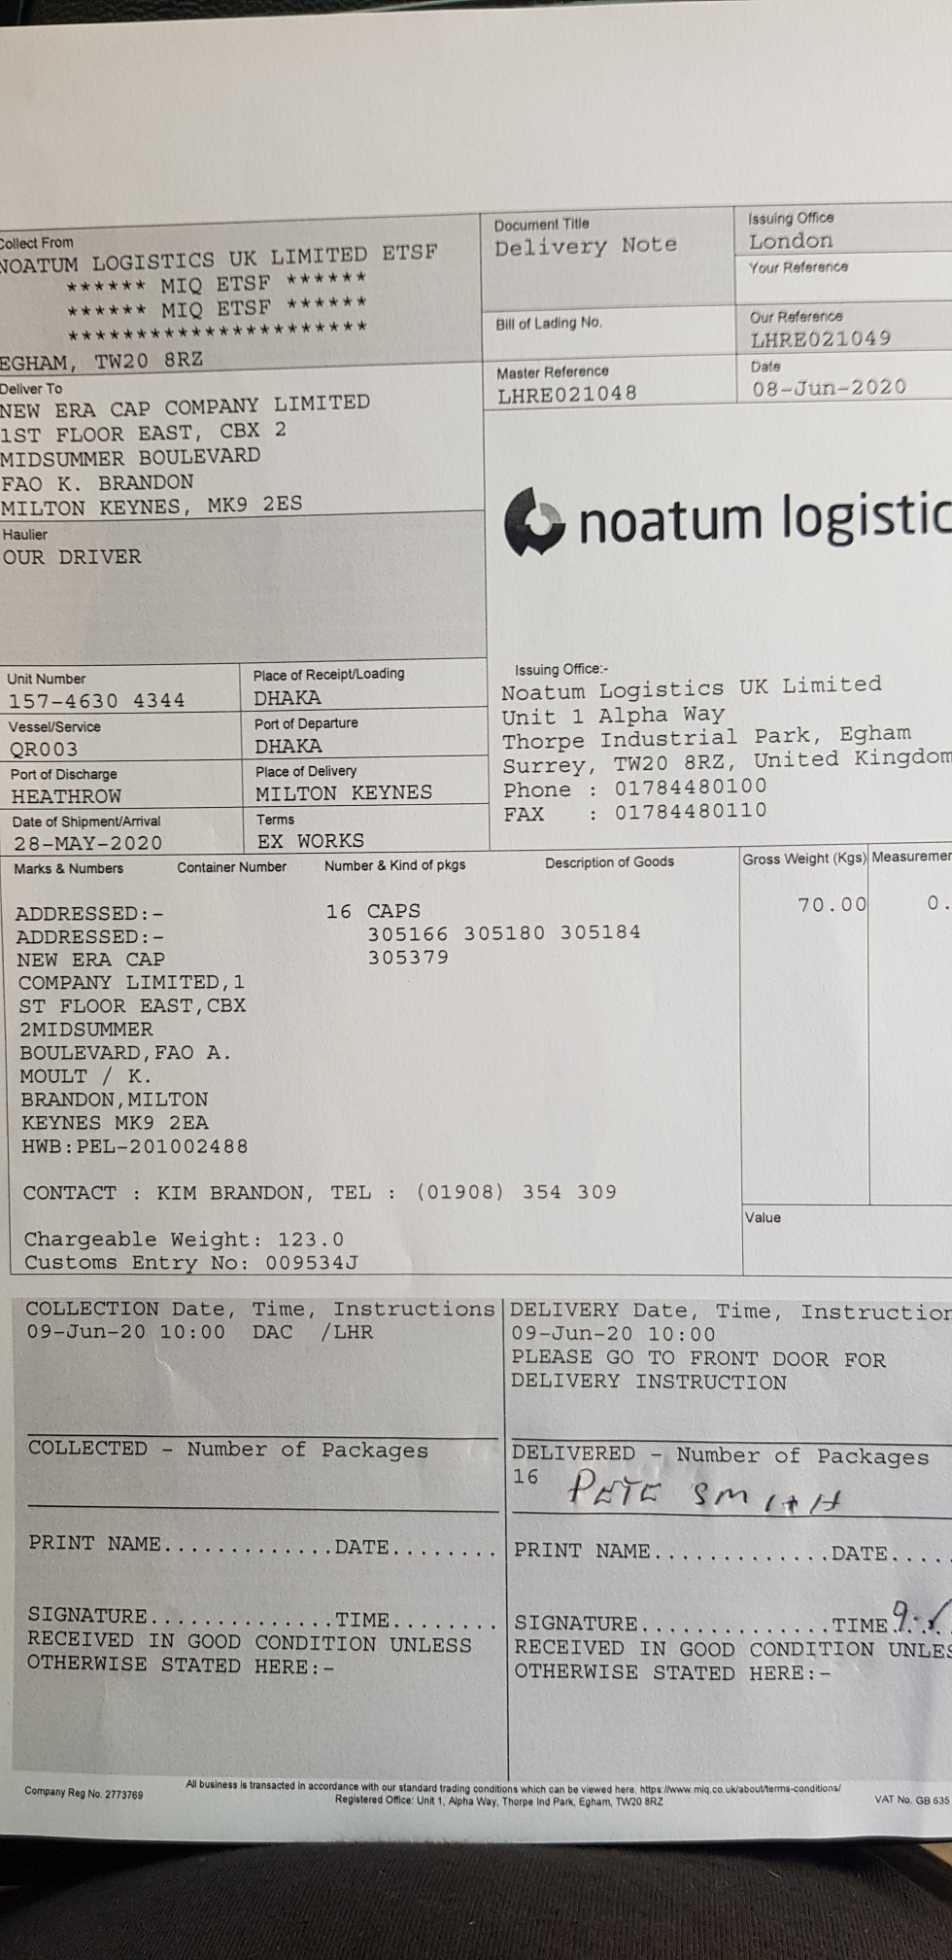 Collect From
NOATUM LOGISTICS UK LIMITED ETSF
****** MIQ ETSF ******
****** MIQ ETSF ******
**********************
EGHAM, TW20 8RZ
Document Title
Delivery Note
Issuing Office
London
Your Reference
Bill of Lading No.
Our Reference
LHRE021049
Master Reference
LHRE021048
Date
08-Jun-2020
Deliver To
NEW ERA CAP COMPANY LIMITED
1ST FLOOR EAST, CBX 2
MIDSUMMER BOULEVARD
FAO K. BRANDON
MILTON KEYNES, MK9 2ES
noatum logistic
Haulier
OUR DRIVER
Unit Number
157-4630 4344
Place of Receipt/Loading
DHAKA
Vessel/Service
QR003
Port of Departure
DHAKA
Port of Discharge
HEATHROW
Place of Delivery
MILTON KEYNES
Date of Shipment/Arrival
28-MAY-2020
Terms
EX WORKS
Issuing Office:-
Noatum Logistics UK Limited
Unit 1 Alpha Way
Thorpe Industrial Park, Egham
Surrey, TW20 8RZ, United Kingdom
Phone : 01784480100
FAX : 01784480110
Marks & Numbers Container Number Number & Kind of pkgs Description of Goods Gross Weight (Kgs) Measuremen
ADDRESSED:- 16 CAPS 70.00 0.
ADDRESSED:- 305166 305180 305184
NEW ERA CAP 305379
COMPANY LIMITED,1
ST FLOOR EAST,CBX
2MIDSUMMER
BOULEVARD,FAO A.
MOULT / K.
BRANDON,MILTON
KEYNES MK9 2EA
HWB:PEL-201002488
CONTACT : KIM BRANDON, TEL : (01908) 354 309
Value
Chargeable Weight: 123.0
Customs Entry No: 009534J
COLLECTION Date, Time, Instructions
09-Jun-20 10:00 DAC /LHR
COLLECTED - Number of Packages
PRINT NAME.............DATE........
SIGNATURE..............TIME........
RECEIVED IN GOOD CONDITION UNLESS
OTHERWISE STATED HERE:-
DELIVERY Date, Time, Instruction
09-Jun-20 10:00
PLEASE GO TO FRONT DOOR FOR
DELIVERY INSTRUCTION
DELIVERED - Number of Packages
16 PETE SMITH
PRINT NAME.............DATE....
SIGNATURE..............TIME
RECEIVED IN GOOD CONDITION UNLES
OTHERWISE STATED HERE:-
Company Reg No. 2773769
All business is transacted in accordance with our standard trading conditions which can be viewed here. https://www.miq.co.uk/about/terms-conditions/
Registered Office: Unit 1, Alpha Way, Thorpe Ind Park, Egham, TW20 8RZ
VAT No. GB 635